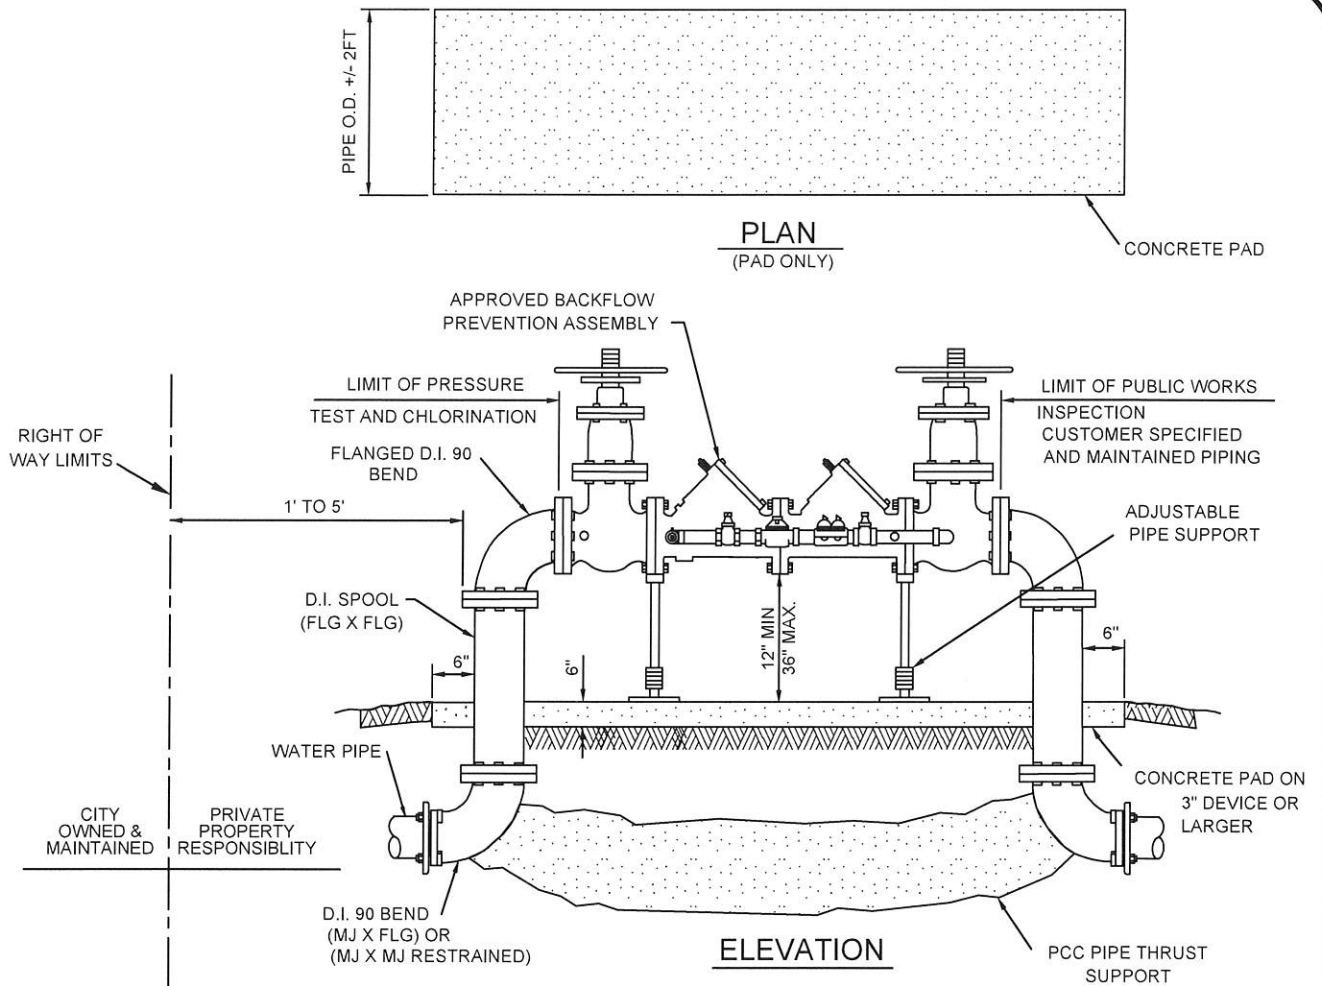 PIPE O.D. +/- 2FT
PLAN
(PAD ONLY)
CONCRETE PAD
APPROVED BACKFLOW
PREVENTION ASSEMBLY
LIMIT OF PRESSURE
TEST AND CHLORINATION
LIMIT OF PUBLIC WORKS
INSPECTION
CUSTOMER SPECIFIED
AND MAINTAINED PIPING
RIGHT OF
WAY LIMITS
FLANGED D.I. 90
BEND
1' TO 5'
ADJUSTABLE
PIPE SUPPORT
D.I. SPOOL
(FLG X FLG)
12" MIN
36" MAX.
6"
6"
6"
WATER PIPE
CONCRETE PAD ON
3" DEVICE OR
LARGER
CITY
OWNED &
MAINTAINED
PRIVATE
PROPERTY
RESPONSIBLITY
D.I. 90 BEND
(MJ X FLG) OR
(MJ X MJ RESTRAINED)
ELEVATION
PCC PIPE THRUST
SUPPORT